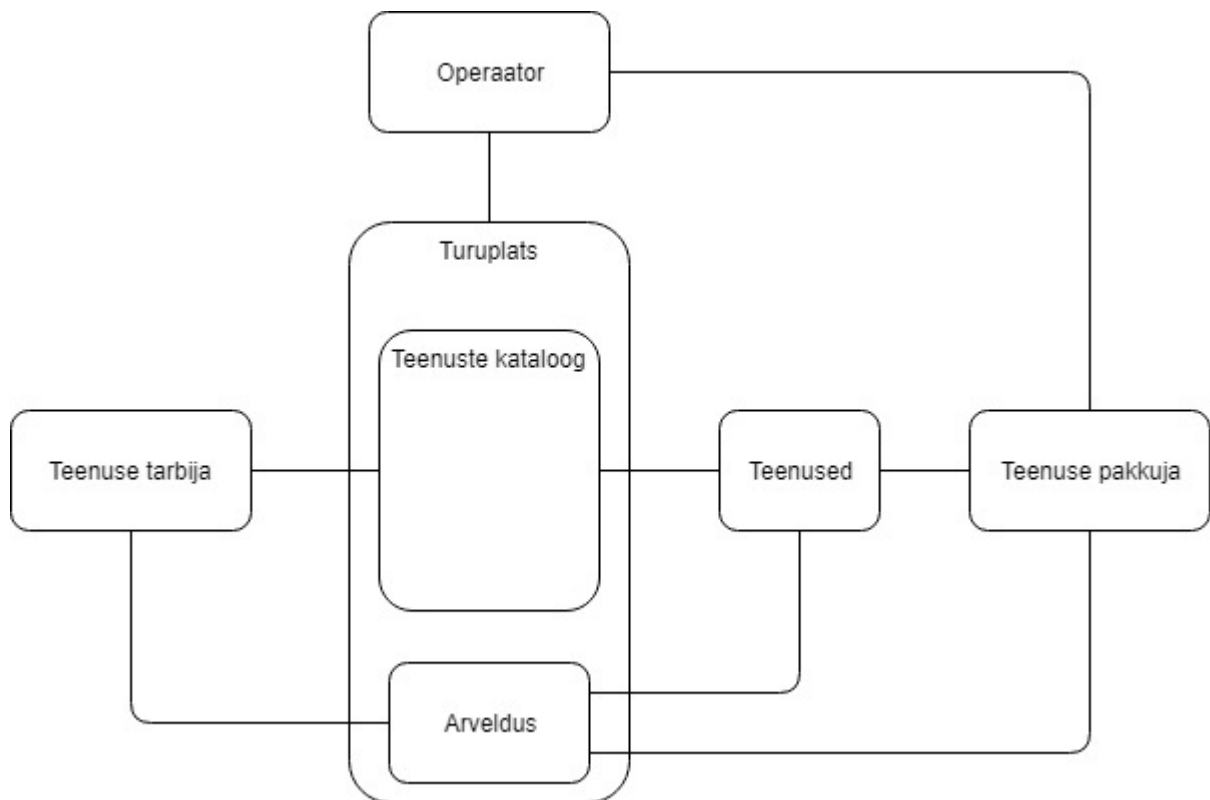 Operaator
Turuplats
Teenuste kataloog
Teenuse tarbija
Teenused
Teenuse pakkuja
Arveldus